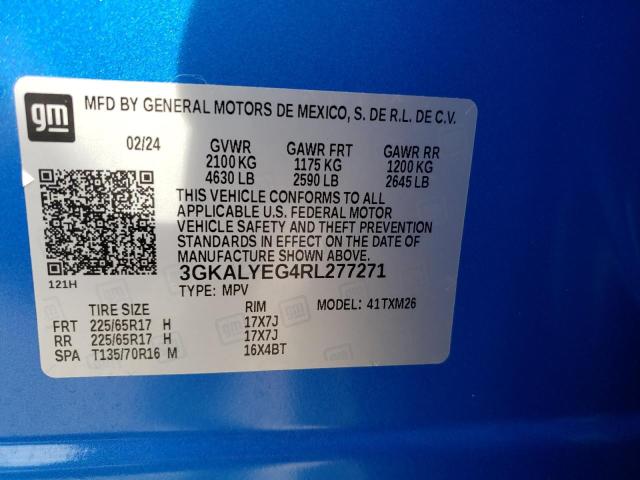 gm
MFD BY GENERAL MOTORS DE MEXICO, S. DE R.L. DE C.V.
02/24 GVWR GAWR FRT GAWR RR
2100 KG 1175 KG 1200 KG
4630 LB 2590 LB 2645 LB
THIS VEHICLE CONFORMS TO ALL
APPLICABLE U.S. FEDERAL MOTOR
VEHICLE SAFETY AND THEFT PREVENTION
STANDARDS IN EFFECT ON THE DATE OF
MANUFACTURE SHOWN ABOVE.
3GKALYEG4RL277271
121H
TYPE: MPV
TIRE SIZE RIM MODEL: 41TXM26
FRT 225/65R17 H 17X7J
RR 225/65R17 H 17X7J
SPA T135/70R16 M 16X4BT